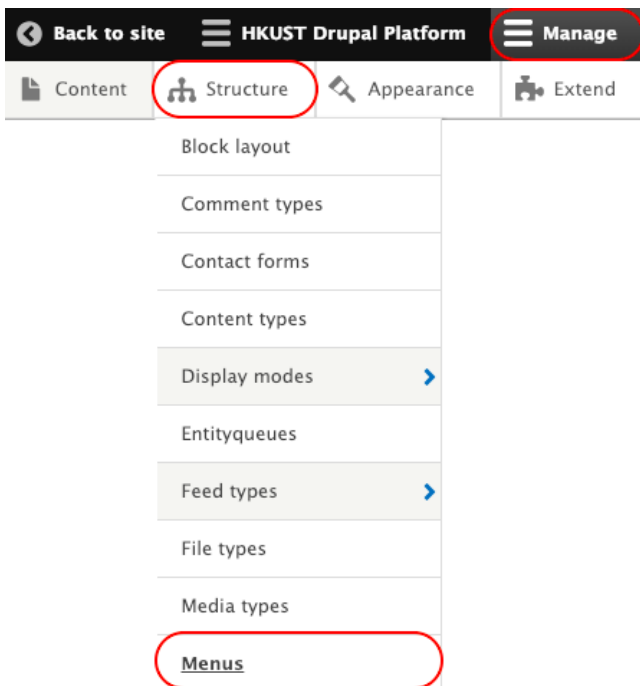 Back to site HKUST Drupal Platform Manage
Content Structure Appearance Extend
Block layout
Comment types
Contact forms
Content types
Display modes
Entityqueues
Feed types
File types
Media types
Menus